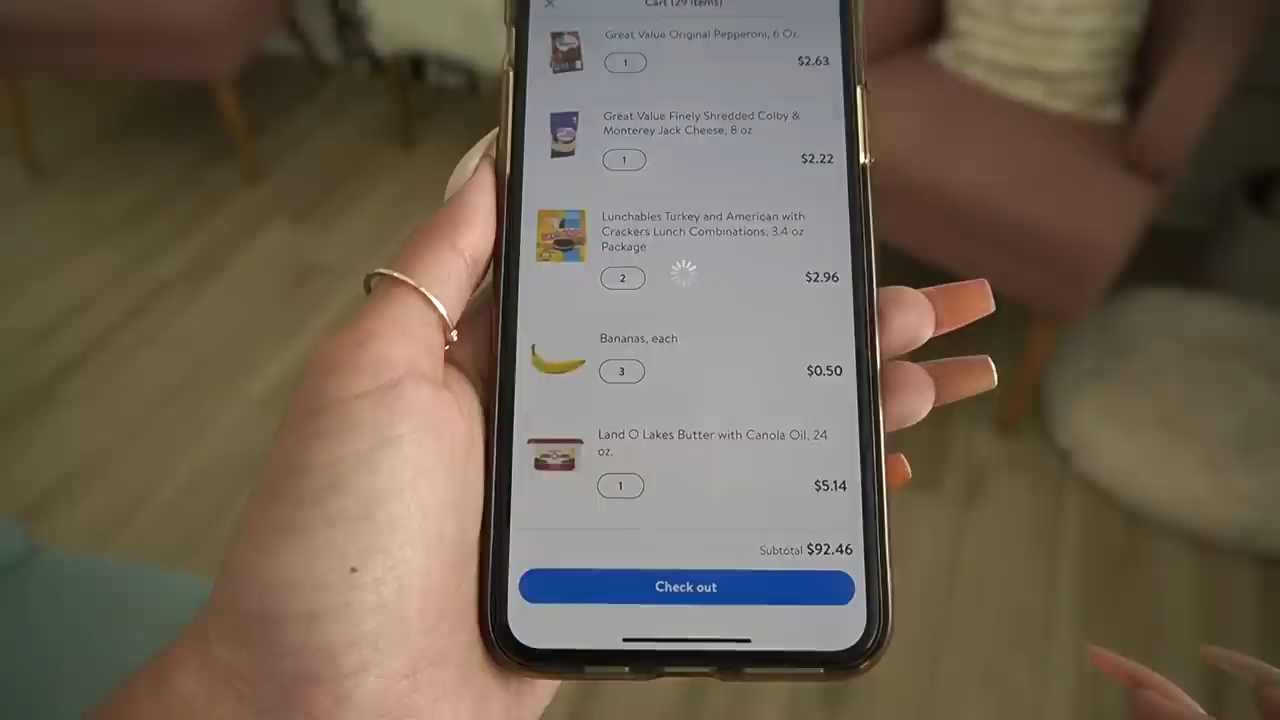 Cart (29 items)
Great Value Original Pepperoni, 6 Oz.
1
$2.63
Great Value Finely Shredded Colby &
Monterey Jack Cheese, 8 oz
1
$2.22
Lunchables Turkey and American with
Crackers Lunch Combinations, 3.4 oz
Package
2
$2.96
Bananas, each
3
$0.50
Land O Lakes Butter with Canola Oil, 24
oz.
1
$5.14
Subtotal $92.46
Check out